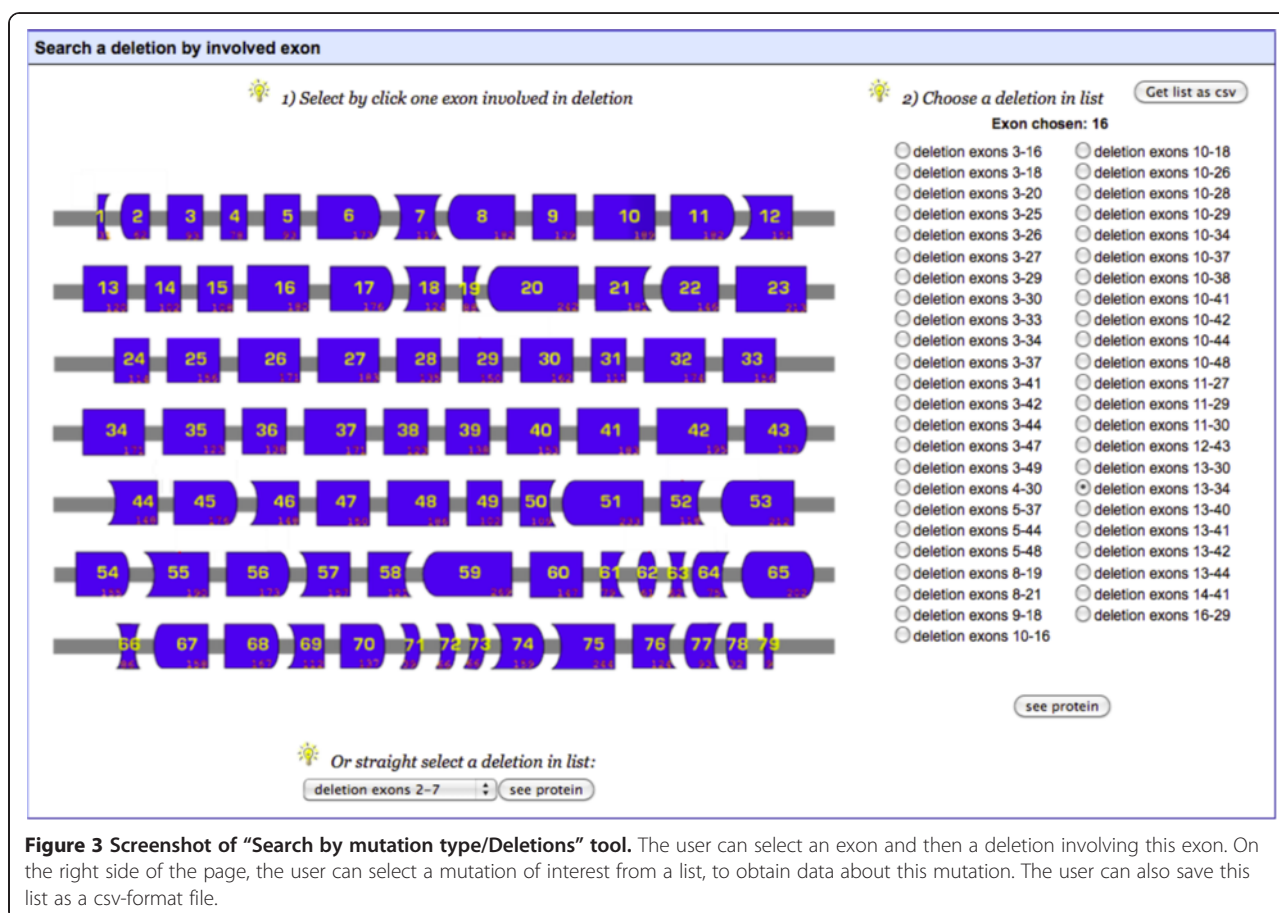 Search a deletion by involved exon
1) Select by click one exon involved in deletion
1 2 3 4 5 6 7 8 9 10 11 12
13 14 15 16 17 18 19 20 21 22 23
24 25 26 27 28 29 30 31 32 33
34 35 36 37 38 39 40 41 42 43
44 45 46 47 48 49 50 51 52 53
54 55 56 57 58 59 60 61 62 63 64 65
66 67 68 69 70 71 72 73 74 75 76 77 78 79
Or straight select a deletion in list:
deletion exons 2-7 see protein
2) Choose a deletion in list Get list as csv
Exon chosen: 16
deletion exons 3-16 deletion exons 10-18
deletion exons 3-18 deletion exons 10-26
deletion exons 3-20 deletion exons 10-28
deletion exons 3-25 deletion exons 10-29
deletion exons 3-26 deletion exons 10-34
deletion exons 3-27 deletion exons 10-37
deletion exons 3-29 deletion exons 10-38
deletion exons 3-30 deletion exons 10-41
deletion exons 3-33 deletion exons 10-42
deletion exons 3-34 deletion exons 10-44
deletion exons 3-37 deletion exons 10-48
deletion exons 3-41 deletion exons 11-27
deletion exons 3-42 deletion exons 11-29
deletion exons 3-44 deletion exons 11-30
deletion exons 3-47 deletion exons 12-43
deletion exons 3-49 deletion exons 13-30
deletion exons 4-30 deletion exons 13-34
deletion exons 5-37 deletion exons 13-40
deletion exons 5-44 deletion exons 13-41
deletion exons 5-48 deletion exons 13-42
deletion exons 8-19 deletion exons 13-44
deletion exons 8-21 deletion exons 14-41
deletion exons 9-18 deletion exons 16-29
deletion exons 10-16
see protein
Figure 3 Screenshot of “Search by mutation type/Deletions” tool. The user can select an exon and then a deletion involving this exon. On
the right side of the page, the user can select a mutation of interest from a list, to obtain data about this mutation. The user can also save this
list as a csv-format file.